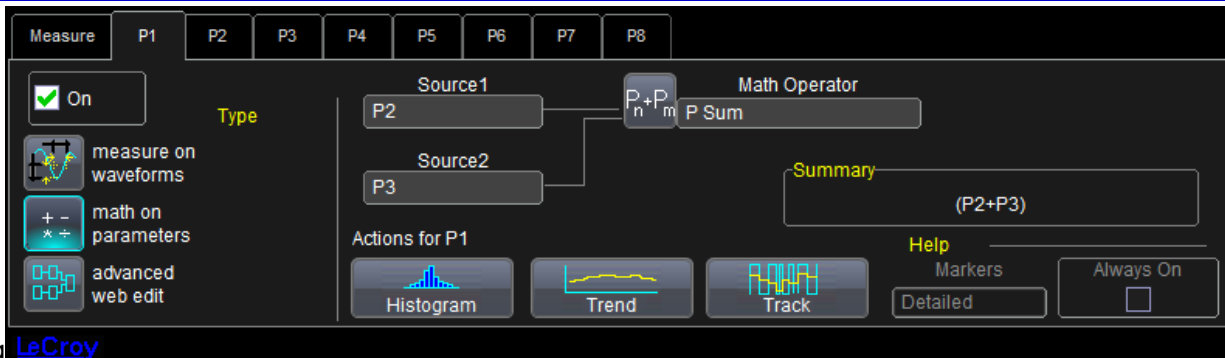 Measure P1 P2 P3 P4 P5 P6 P7 P8
On
Type
measure on
waveforms
math on
parameters
advanced
web edit
Source1
P2
Source2
P3
Pn+Pm
Math Operator
P Sum
Summary
(P2+P3)
Actions for P1
Histogram
Trend
Track
Help
Markers
Detailed
Always On
LeCroy